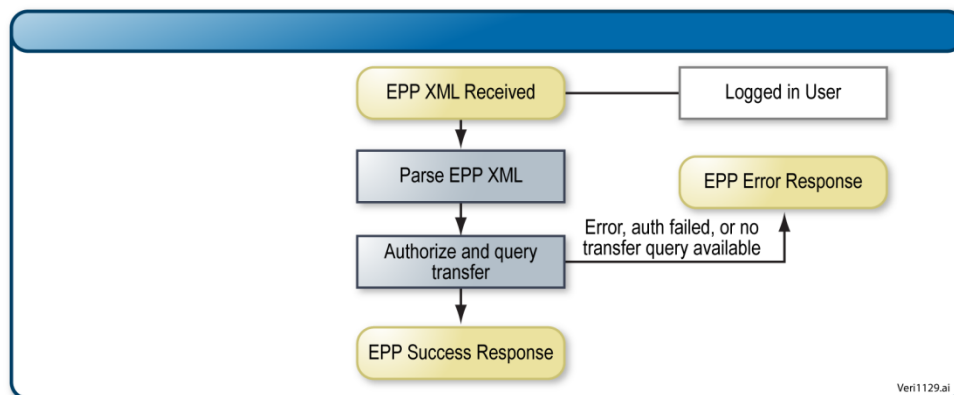 EPP XML Received
Logged in User
Parse EPP XML
EPP Error Response
Error, auth failed, or no
transfer query available
Authorize and query
transfer
EPP Success Response
Veri1129.ai